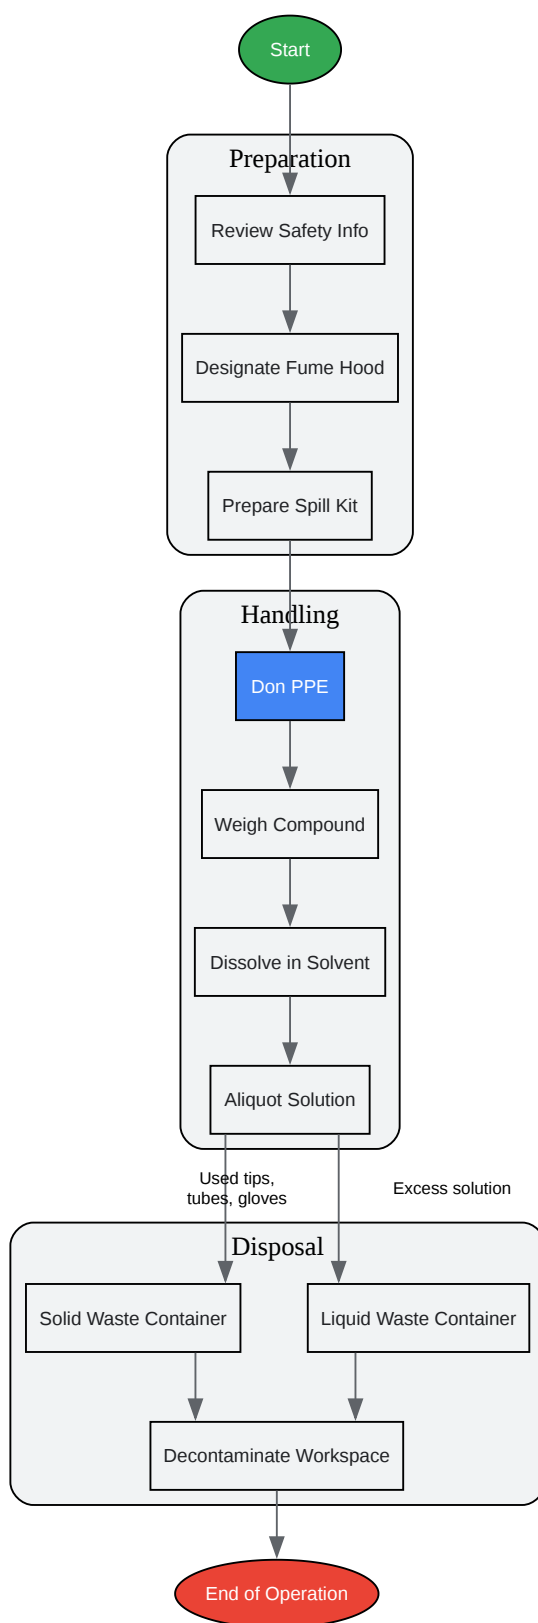 Start
Preparation
Review Safety Info
Designate Fume Hood
Prepare Spill Kit
Handling
Don PPE
Weigh Compound
Dissolve in Solvent
Aliquot Solution
Used tips,
tubes, gloves
Excess solution
Disposal
Solid Waste Container
Liquid Waste Container
Decontaminate Workspace
End of Operation